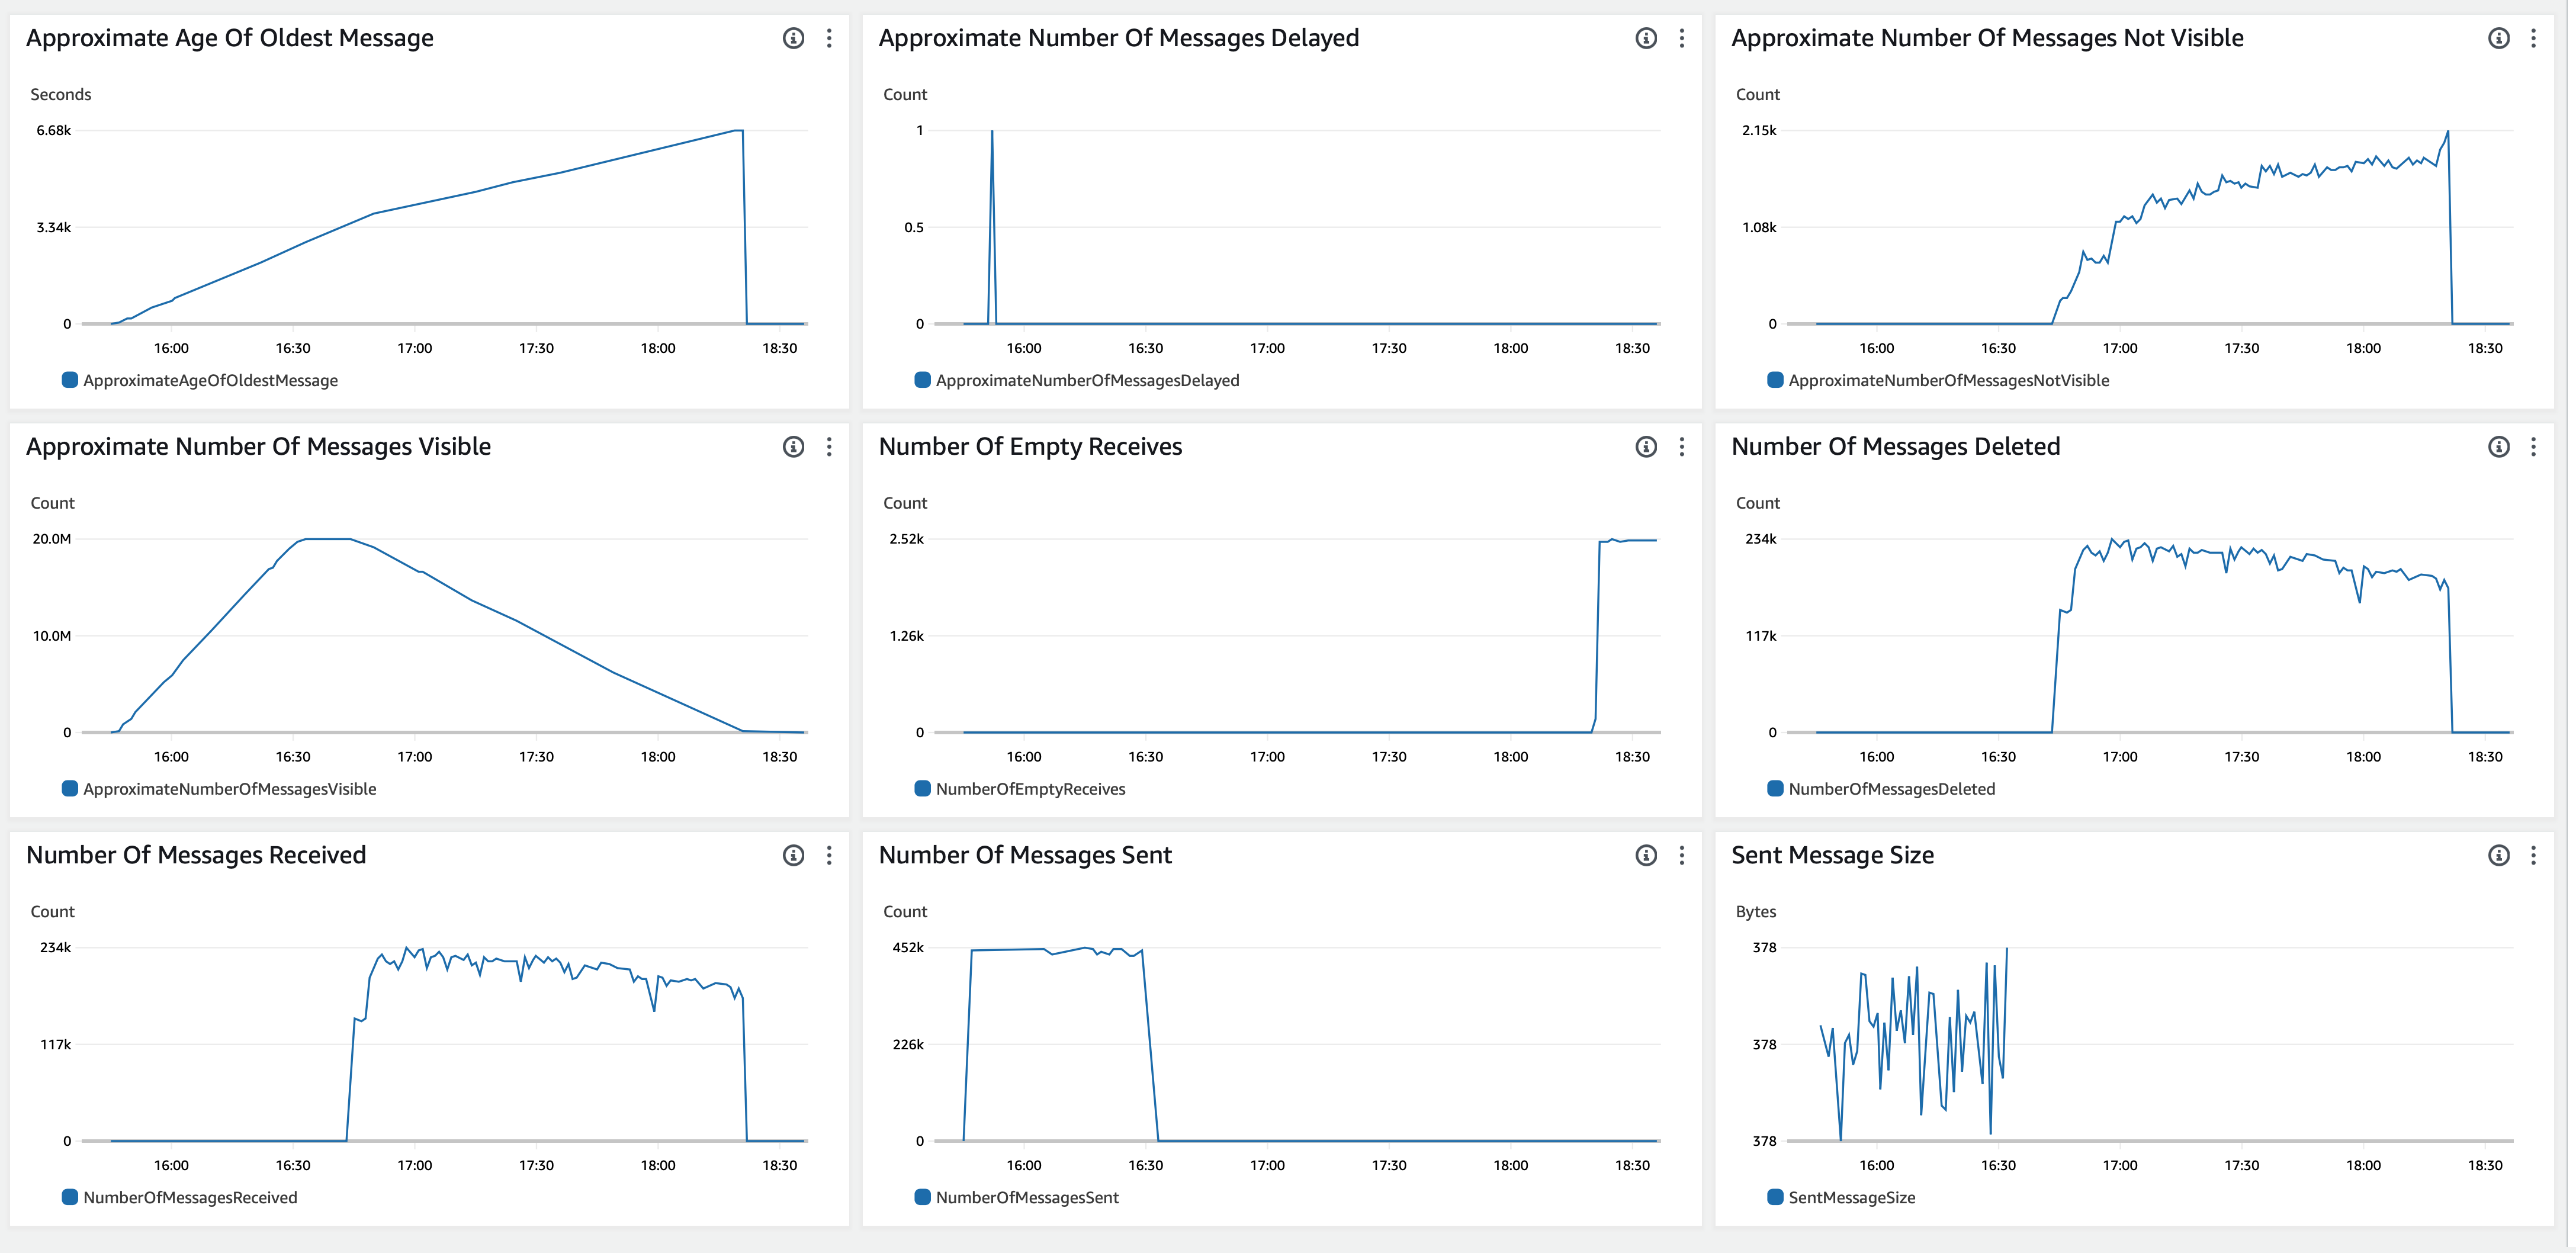 Approximate Age Of Oldest Message
Seconds
6.68k
3.34k
0
16:00 16:30 17:00 17:30 18:00 18:30
ApproximateAgeOfOldestMessage
Approximate Number Of Messages Delayed
Count
1
0.5
0
16:00 16:30 17:00 17:30 18:00 18:30
ApproximateNumberOfMessagesDelayed
Approximate Number Of Messages Not Visible
Count
2.15k
1.08k
0
16:00 16:30 17:00 17:30 18:00 18:30
ApproximateNumberOfMessagesNotVisible
Approximate Number Of Messages Visible
Count
20.0M
10.0M
0
16:00 16:30 17:00 17:30 18:00 18:30
ApproximateNumberOfMessagesVisible
Number Of Empty Receives
Count
2.52k
1.26k
0
16:00 16:30 17:00 17:30 18:00 18:30
NumberOfEmptyReceives
Number Of Messages Deleted
Count
234k
117k
0
16:00 16:30 17:00 17:30 18:00 18:30
NumberOfMessagesDeleted
Number Of Messages Received
Count
234k
117k
0
16:00 16:30 17:00 17:30 18:00 18:30
NumberOfMessagesReceived
Number Of Messages Sent
Count
452k
226k
0
16:00 16:30 17:00 17:30 18:00 18:30
NumberOfMessagesSent
Sent Message Size
Bytes
378
378
378
16:00 16:30 17:00 17:30 18:00 18:30
SentMessageSize